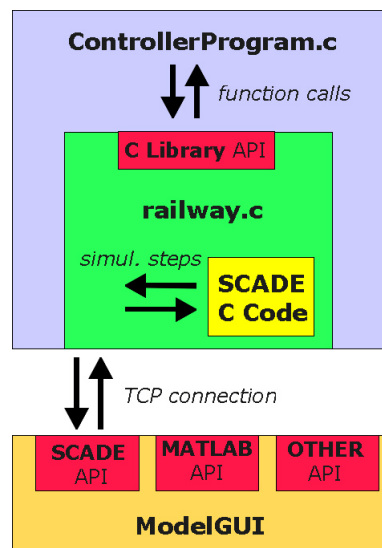 ControllerProgram.c
function calls
C Library API
railway.c
simul. steps
SCADE
C Code
TCP connection
SCADE
API
MATLAB
API
OTHER
API
ModelGUI